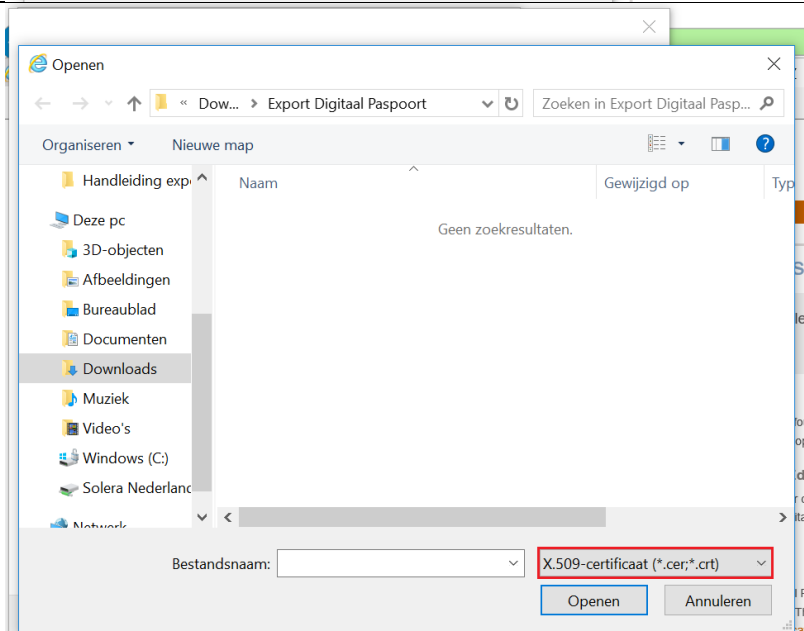 Openen
« Dow... > Export Digitaal Paspoort
Zoeken in Export Digitaal Pasp...
Organiseren
Nieuwe map
?
Handleiding exp
Naam
Gewijzigd op
Typ
Geen zoekresultaten.
Deze pc
3D-objecten
Afbeeldingen
Bureaublad
Documenten
Downloads
Muziek
Video's
Windows (C:)
Solera Nederlanc
Netwerk
Bestandsnaam:
X.509-certificaat (*.cer;*.crt)
Openen
Annuleren